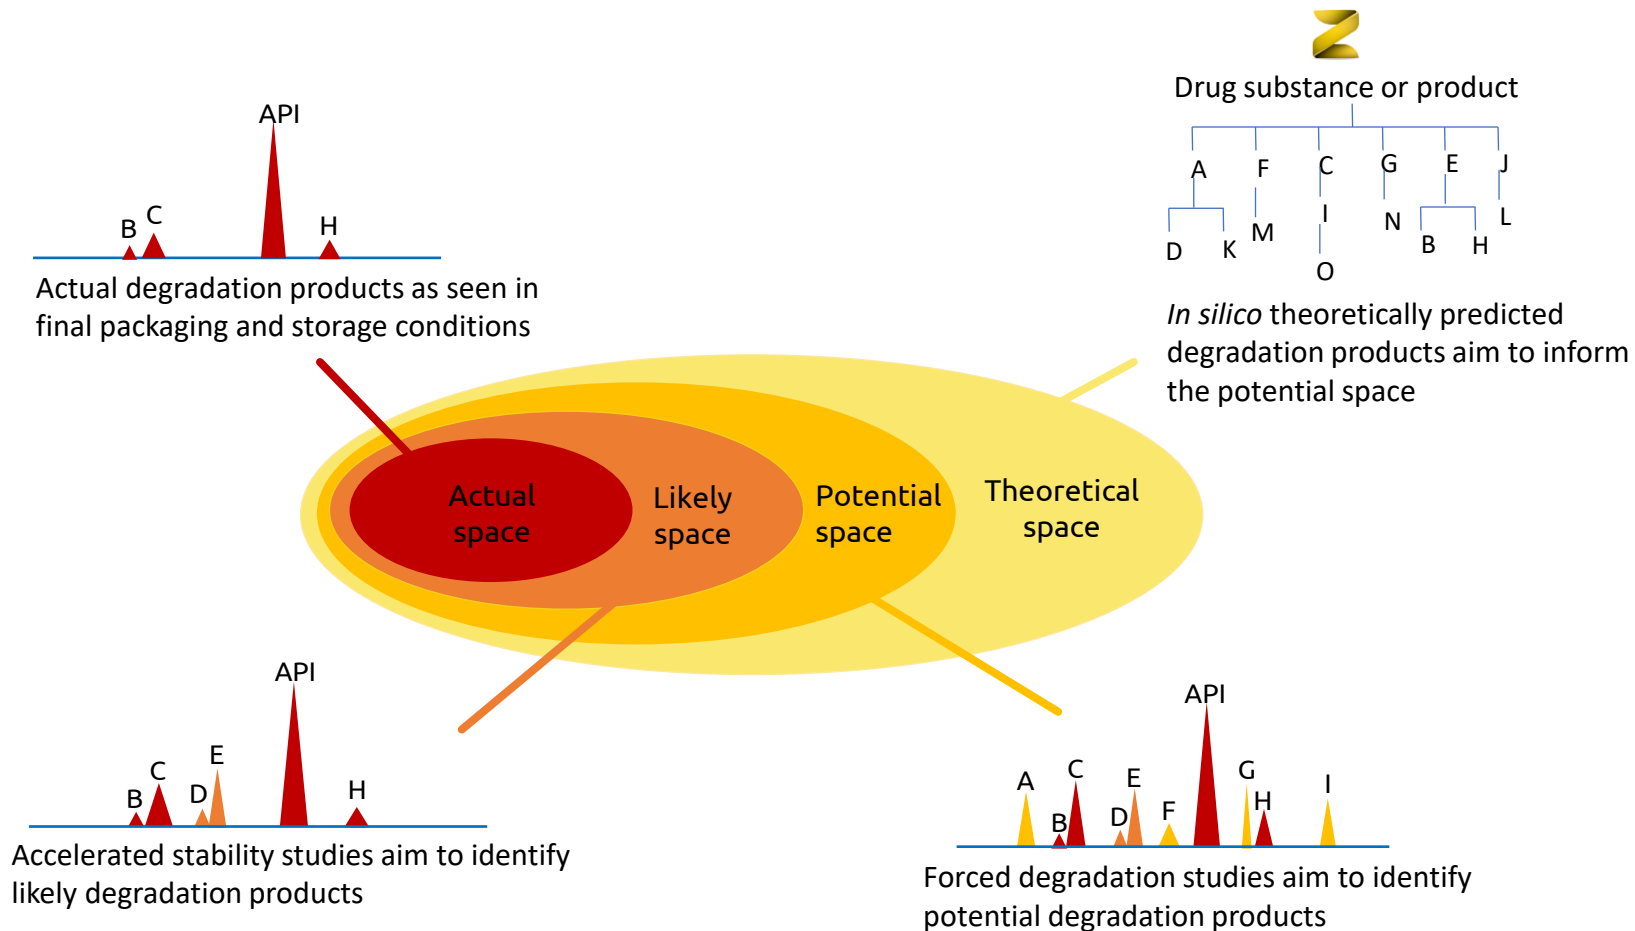 Drug substance or product
A F C G E J
D K M I N B H L
O
In silico theoretically predicted
degradation products aim to inform
the potential space
API
B C H
Actual degradation products as seen in
final packaging and storage conditions
Actual
space
Likely
space
Potential
space
Theoretical
space
API
B C D E H
Accelerated stability studies aim to identify
likely degradation products
API
A B C D E F G H I
Forced degradation studies aim to identify
potential degradation products